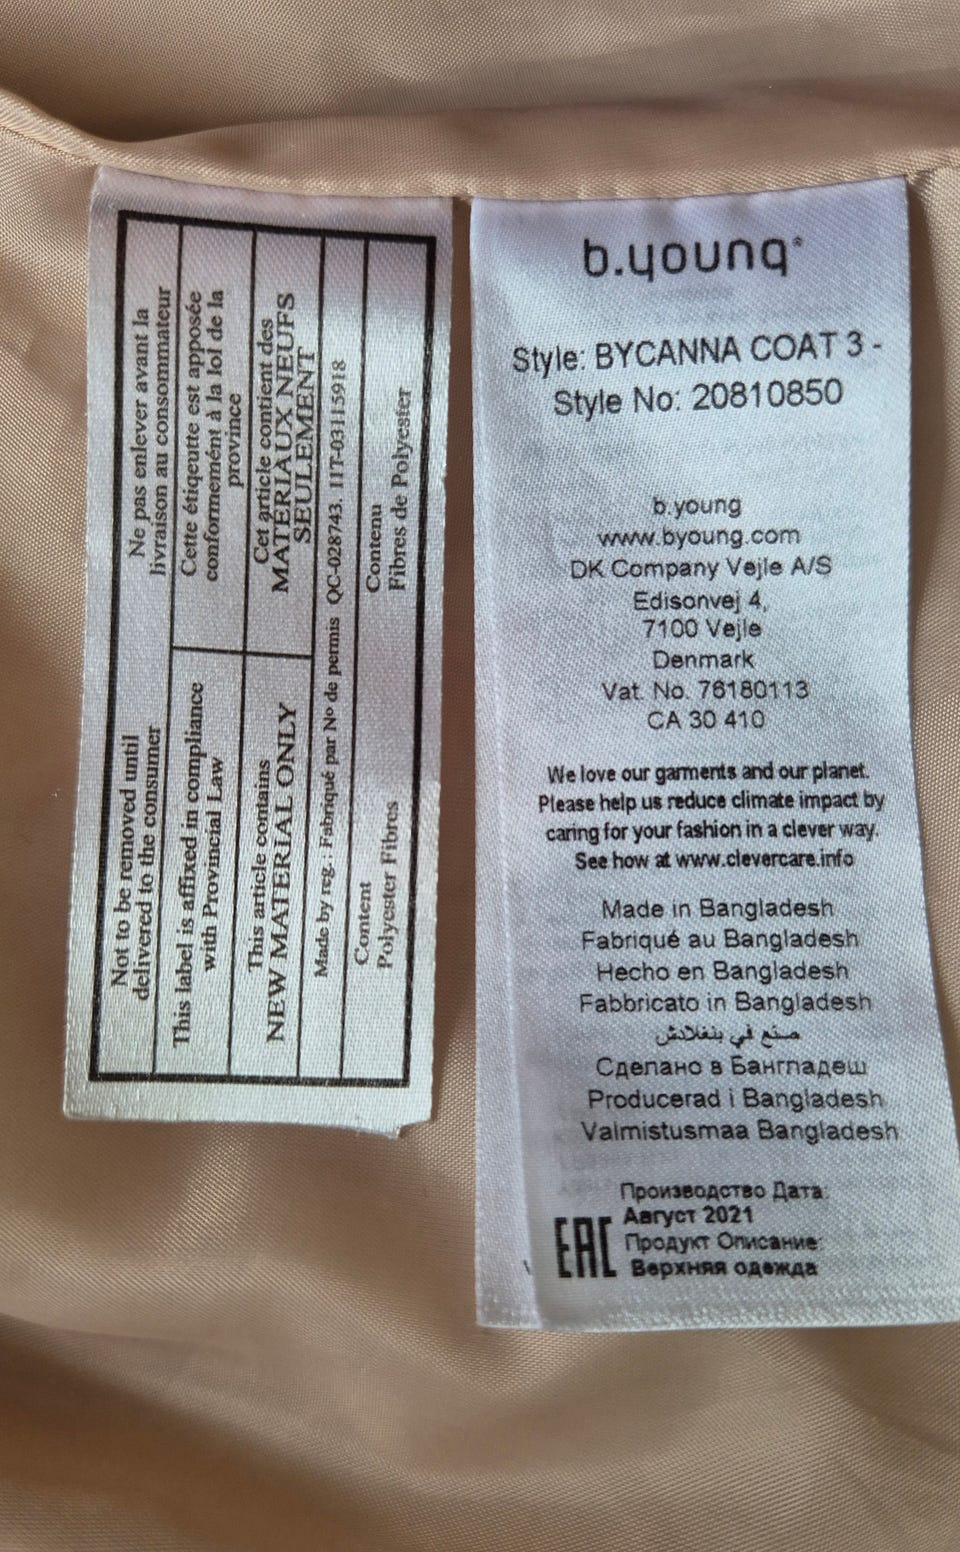 Not to be removed until
delivered to the consumer
Ne pas enlever avant la
livraison au consommateur
This label is affixed in compliance
with Provincial Law
Cette étiqeutte est apposée
conformément à la lol de la
province
This article contains
NEW MATERIAL ONLY
Cet article contient des
MATÉRIAUX NEUFS
SEULEMENT
Made by reg.: Fabriqué par Nº de permis QC-028743. 11T-03115918
Content
Polyester Fibres
Contenu
Fibres de Polyester
b.young®
Style: BYCANNA COAT 3 -
Style No: 20810850
b.young
www.byoung.com
DK Company Vejle A/S
Edisonvej 4,
7100 Vejle
Denmark
Vat. No. 76180113
CA 30 410
We love our garments and our planet.
Please help us reduce climate impact by
caring for your fashion in a clever way.
See how at www.clevercare.info
Made in Bangladesh
Fabriqué au Bangladesh
Hecho en Bangladesh
Fabbricato in Bangladesh
صنع في بنغلادش
Сделано в Бангладеш
Producerad i Bangladesh
Valmistusmaa Bangladesh
Производство Дата:
Август 2021
Продукт Описание:
Верхняя одежда
EAC